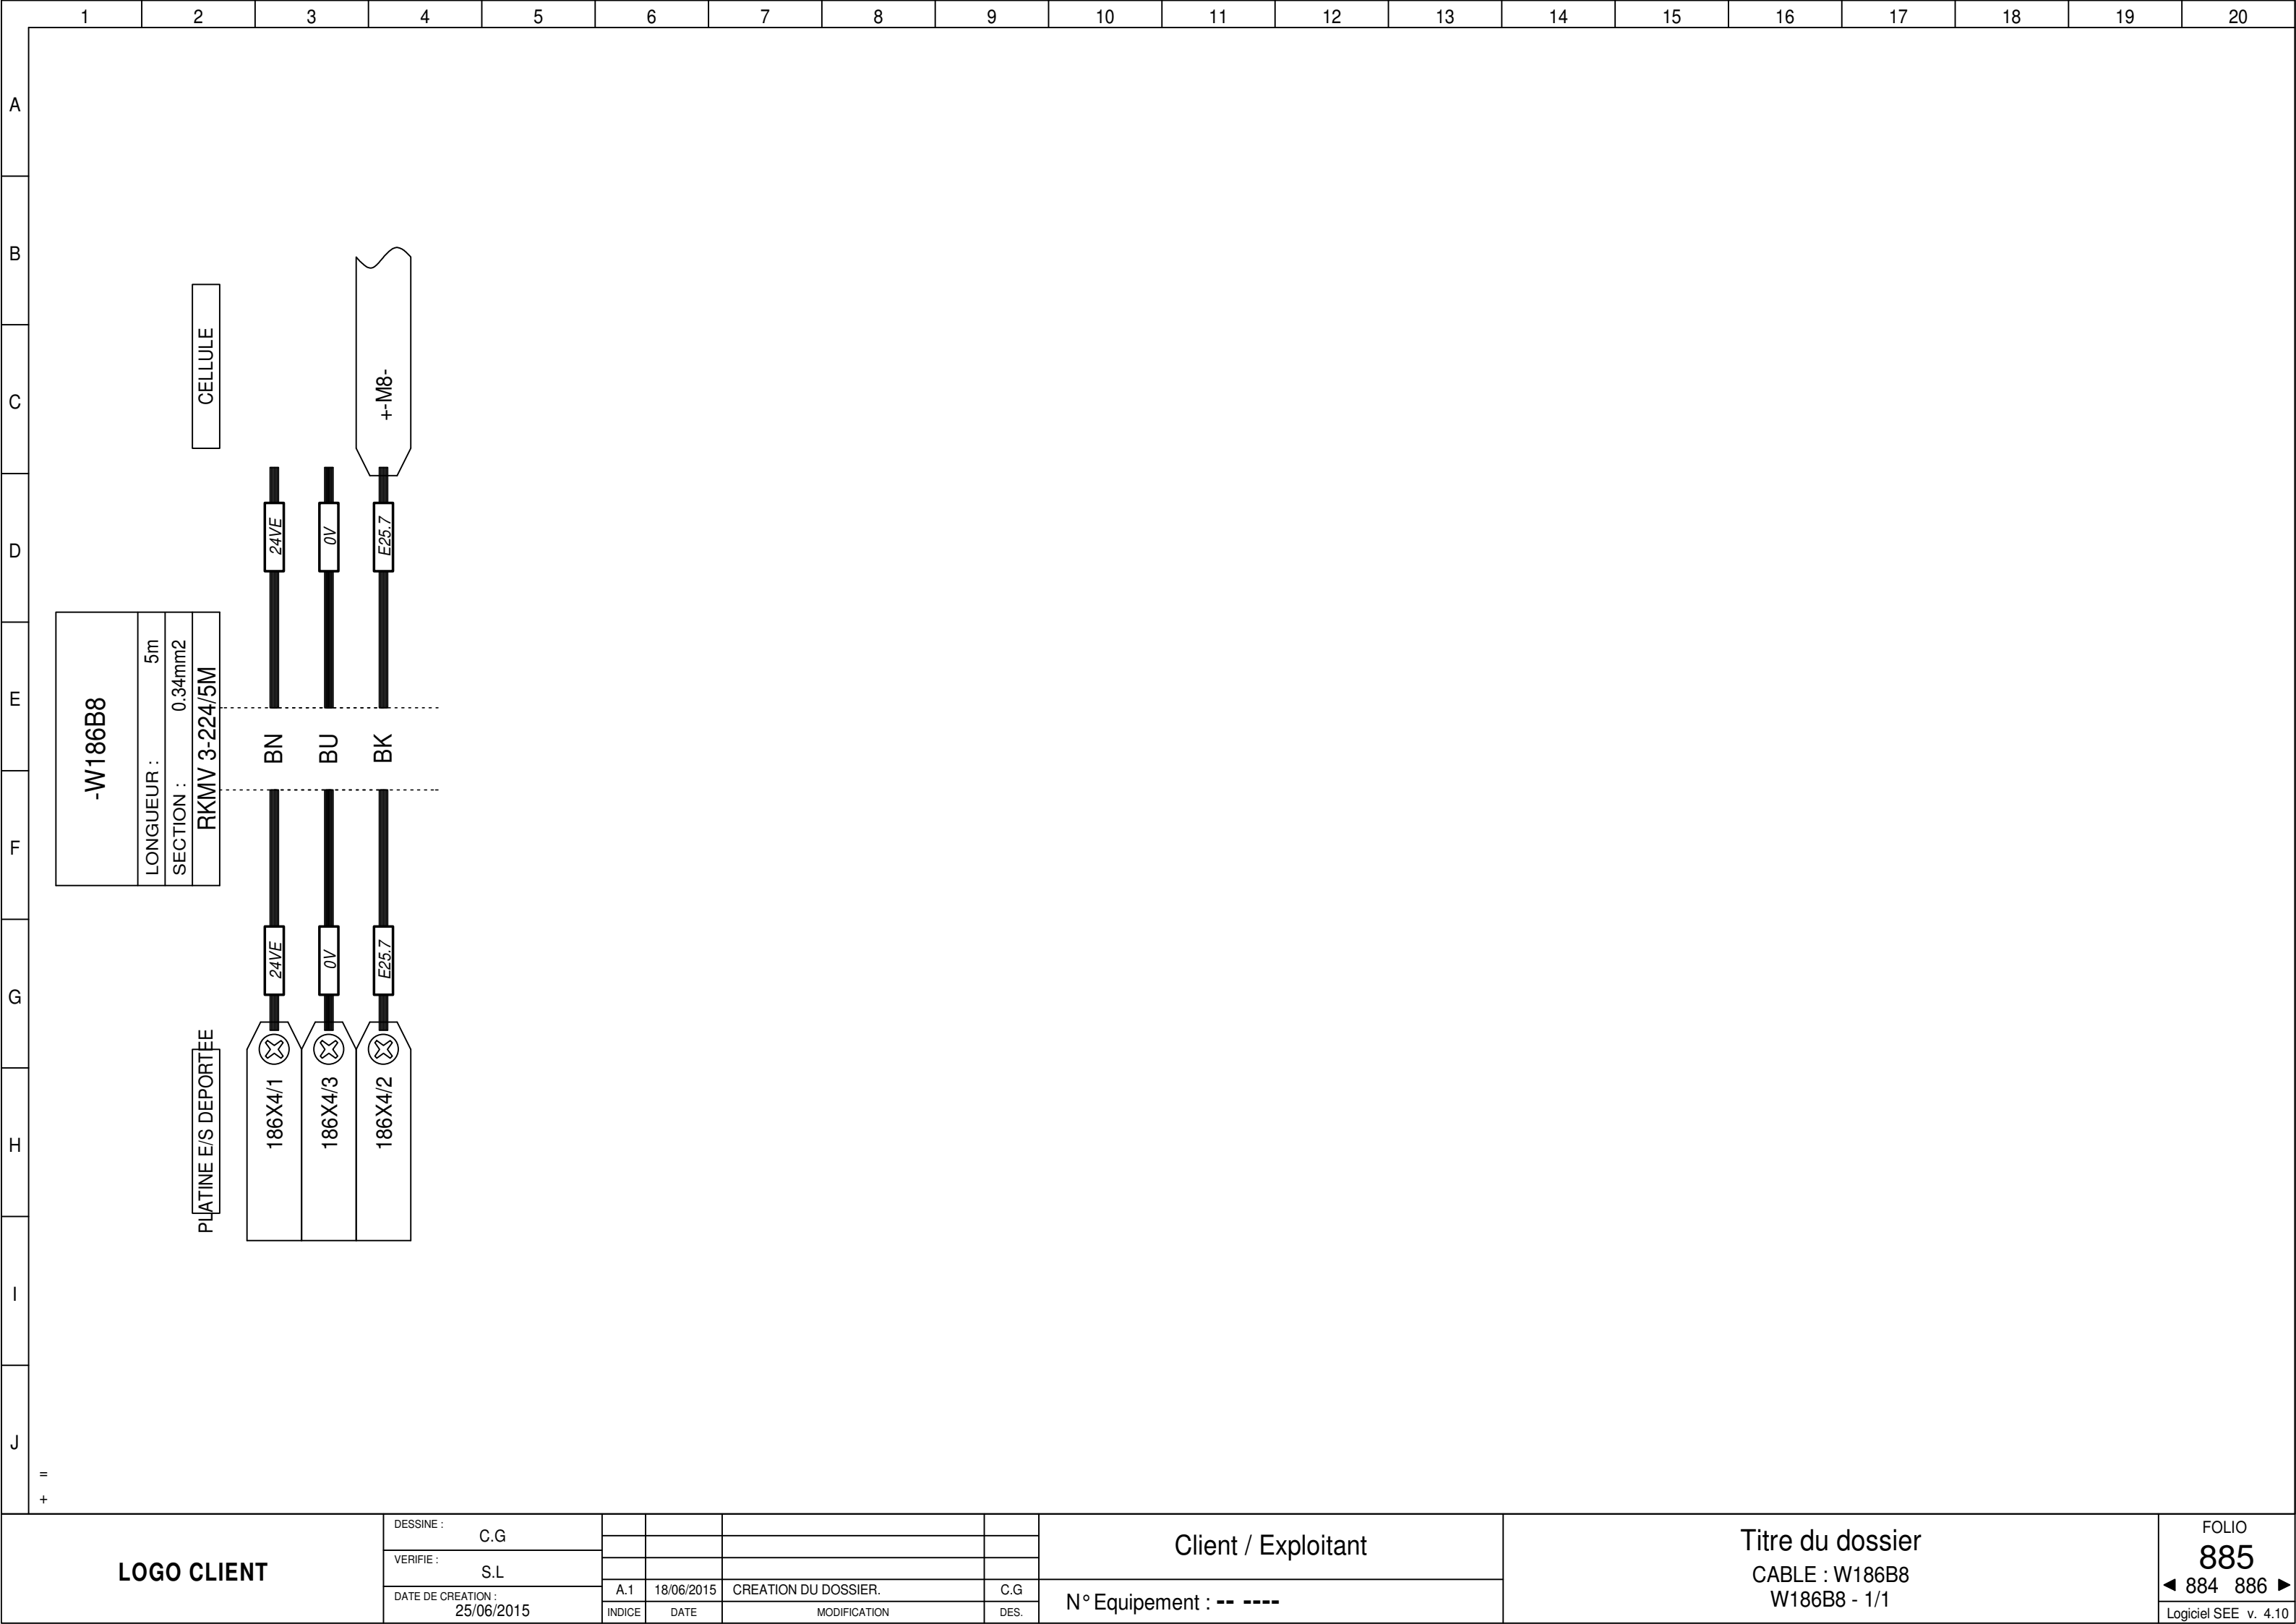 1 2 3 4 5 6 7 8 9 10 11 12 13 14 15 16 17 18 19 20
A
B
C
D
E
F
G
H
I
J
CELLULE
+-M8-
24VE
0V
E25.7
-W186B8
LONGUEUR : 5m
SECTION : 0.34mm2
RKMV 3-224/5M
BN
BU
BK
24VE
0V
E25.7
PLATINE E/S DEPORTEE
186X4/1
186X4/3
186X4/2
=
+
LOGO CLIENT
DESSINE :
C.G
VERIFIE :
S.L
DATE DE CREATION :
25/06/2015
A.1 18/06/2015 CREATION DU DOSSIER. C.G
INDICE DATE MODIFICATION DES.
Client / Exploitant
N° Equipement : -- ----
Titre du dossier
CABLE : W186B8
W186B8 - 1/1
FOLIO
885
884 886
Logiciel SEE v. 4.10